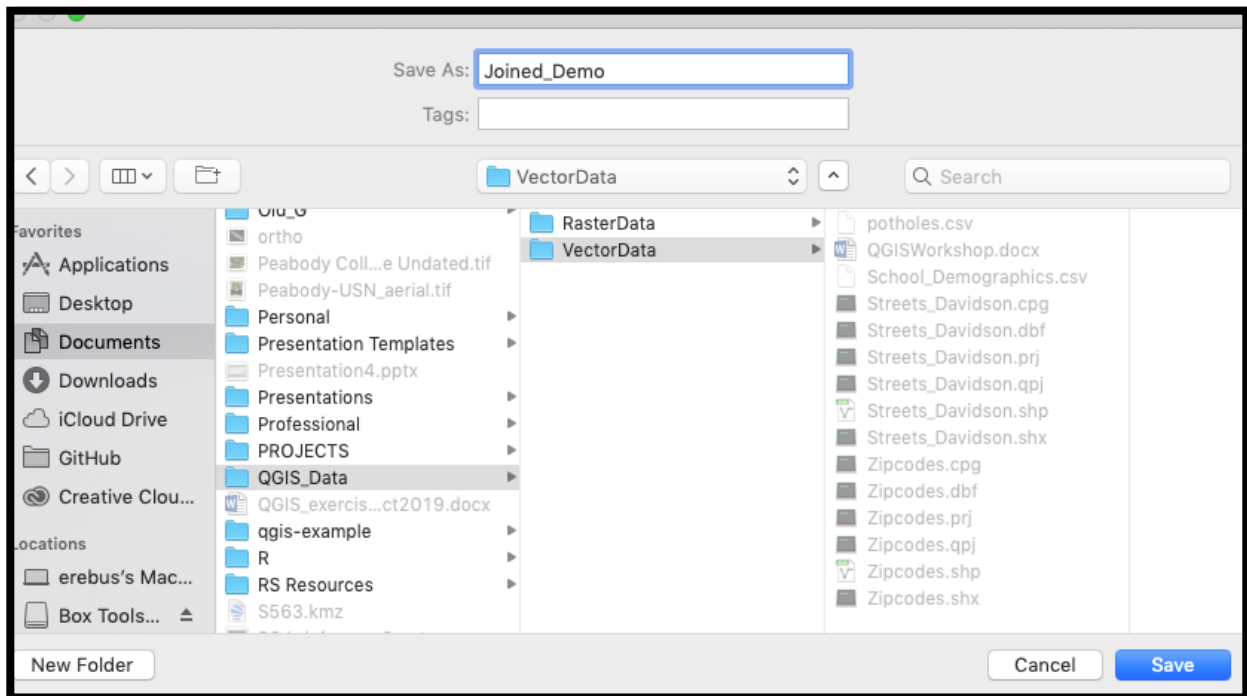 Save As: Joined_Demo
Tags:
VectorData
Search
Favorites
Applications
Desktop
Documents
Downloads
iCloud Drive
GitHub
Creative Clou...
Locations
erebus's Mac...
Box Tools...
Old_G
ortho
Peabody Coll...e Undated.tif
Peabody-USN_aerial.tif
Personal
Presentation Templates
Presentation4.pptx
Presentations
Professional
PROJECTS
QGIS_Data
QGIS_exercis...ct2019.docx
qgis-example
R
RS Resources
S563.kmz
RasterData
VectorData
potholes.csv
QGISWorkshop.docx
School_Demographics.csv
Streets_Davidson.cpg
Streets_Davidson.dbf
Streets_Davidson.prj
Streets_Davidson.qpj
Streets_Davidson.shp
Streets_Davidson.shx
Zipcodes.cpg
Zipcodes.dbf
Zipcodes.prj
Zipcodes.qpj
Zipcodes.shp
Zipcodes.shx
New Folder
Cancel
Save